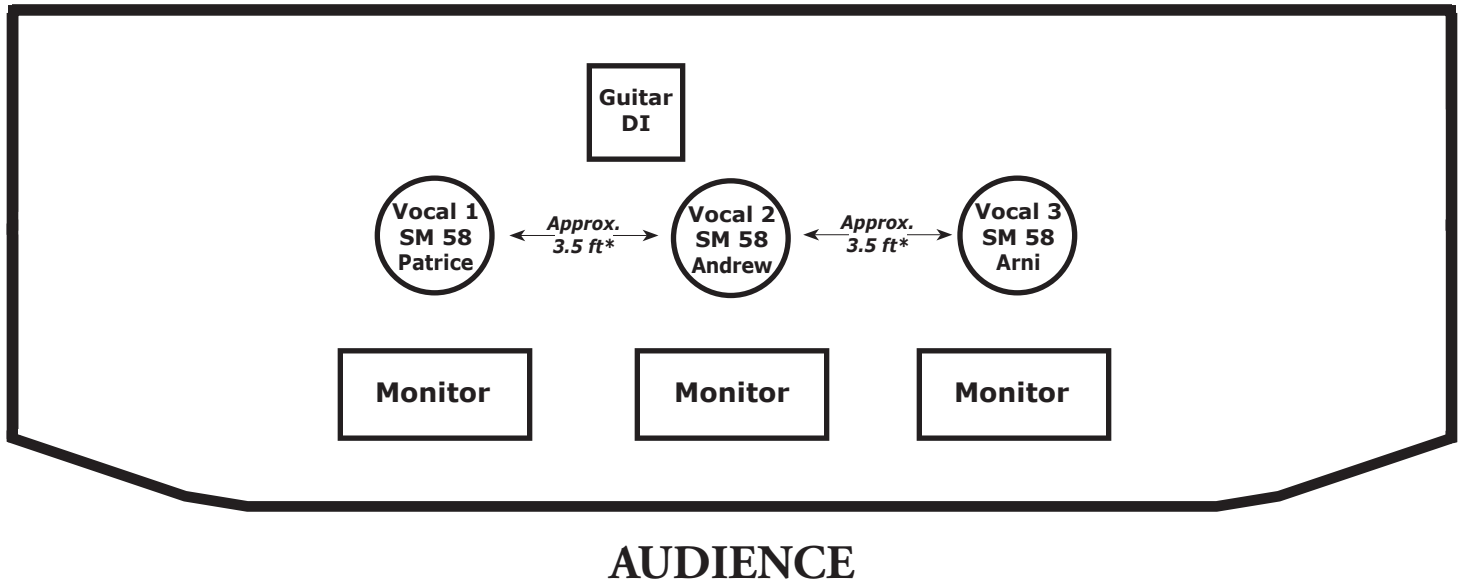 Guitar
DI
Vocal 1
SM 58
Patrice
Approx.
3.5 ft*
Vocal 2
SM 58
Andrew
Approx.
3.5 ft*
Vocal 3
SM 58
Arni
Monitor
Monitor
Monitor
AUDIENCE